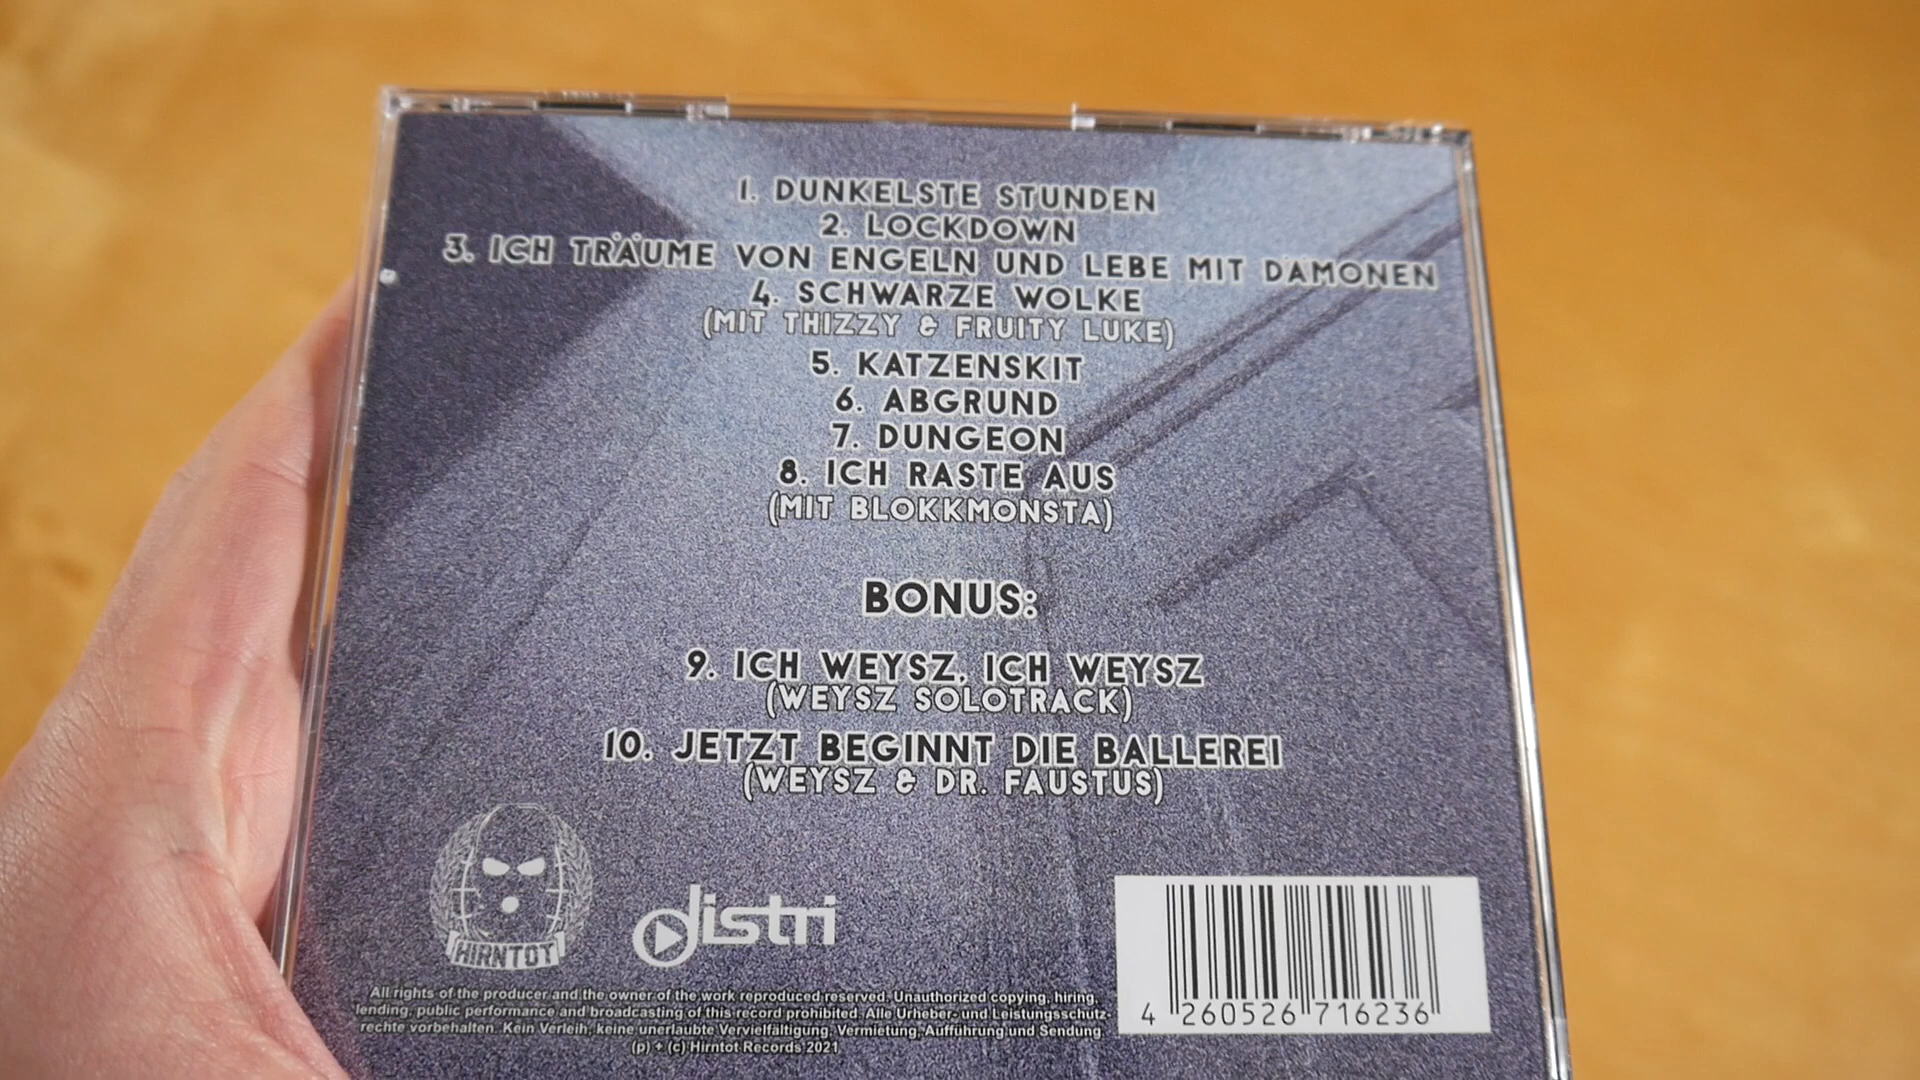 1. DUNKELSTE STUNDEN
2. LOCKDOWN
3. ICH TRÄUME VON ENGELN UND LEBE MIT DÄMONEN
4. SCHWARZE WOLKE
(MIT THIZZY & FRUITY LUKE)
5. KATZENSKIT
6. ABGRUND
7. DUNGEON
8. ICH RASTE AUS
(MIT BLOKKMONSTA)
BONUS:
9. ICH WEYSZ, ICH WEYSZ
(WEYSZ SOLOTRACK)
10. JETZT BEGINNT DIE BALLEREI
(WEYSZ & DR. FAUSTUS)
HIRNTOT
distri
All rights of the producer and the owner of the work reproduced reserved. Unauthorized copying, hiring,
lending, public performance and broadcasting of this record prohibited. Alle Urheber- und Leistungsschutz-
rechte vorbehalten. Kein Verleih, keine unerlaubte Vervielfältigung, Vermietung, Aufführung und Sendung.
(p) + (c) Hirntot Records 2021
4 260526 716236